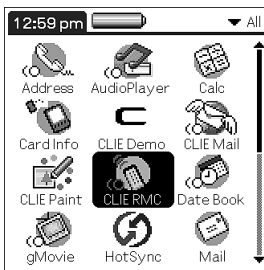 12:59 pm All
Address AudioPlayer Calc
Card Info CLIE Demo CLIE Mail
CLIE Paint CLIE RMC Date Book
gMovie HotSync Mail